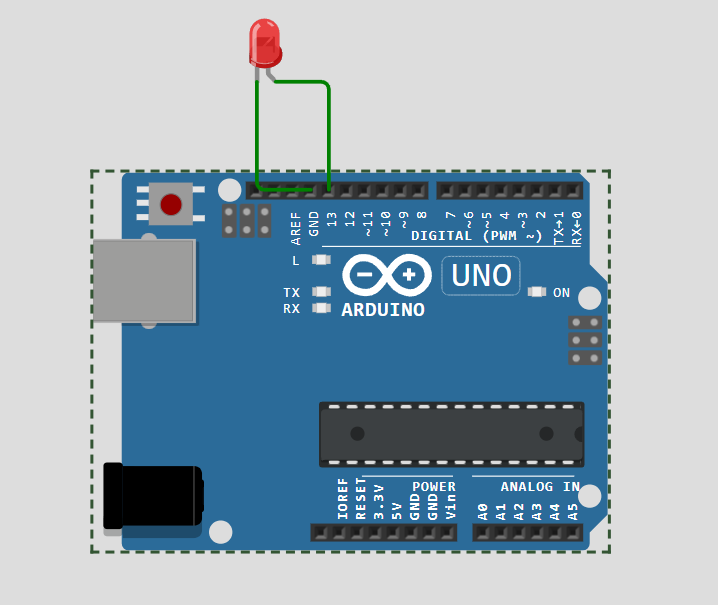 AREF
GND
13
12
~11
~10
~9
8
7
~6
~5
4
~3
2
TX→1
RX←0
DIGITAL (PWM ~)
L
TX
RX
UNO
ON
ARDUINO
POWER
ANALOG IN
IOREF
RESET
3.3V
5V
GND
GND
Vin
A0
A1
A2
A3
A4
A5